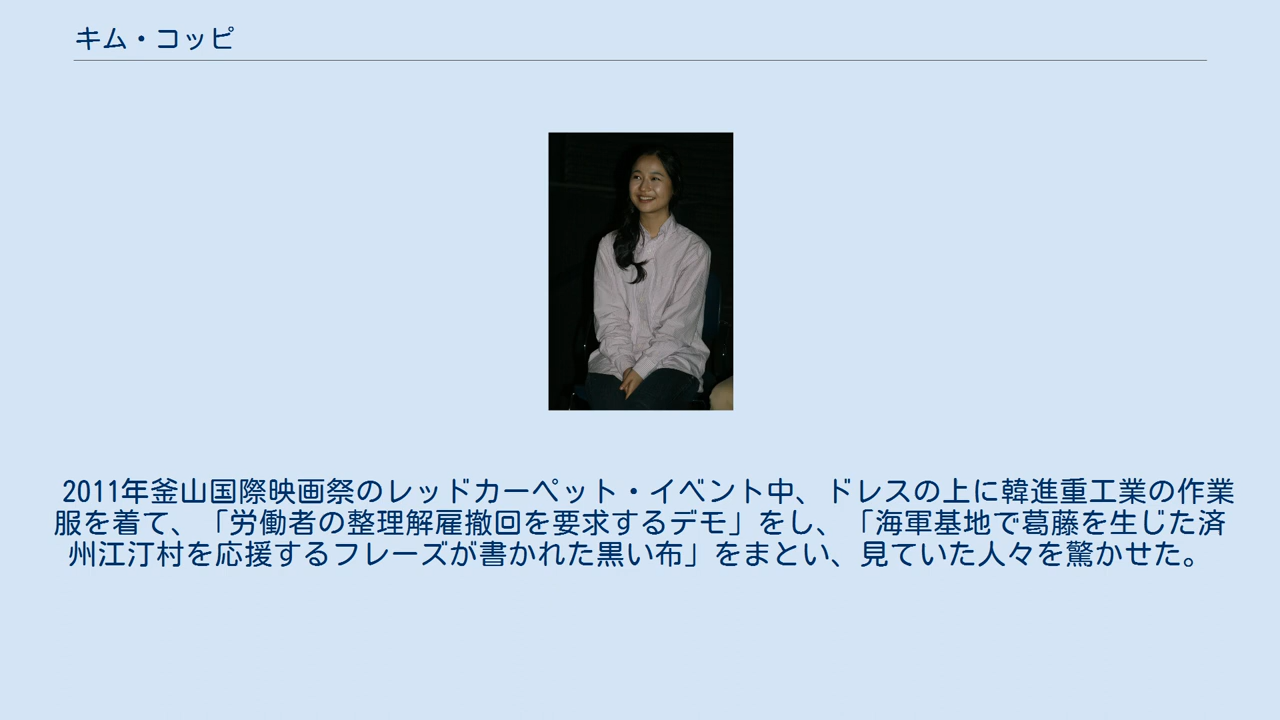 キム・コッピ
2011年釜山国際映画祭のレッドカーペット・イベント中、ドレスの上に韓進重工業の作業
服を着て、「労働者の整理解雇撤回を要求するデモ」をし、「海軍基地で葛藤を生じた済
州江汀村を応援するフレーズが書かれた黒い布」をまとい、見ていた人々を驚かせた。